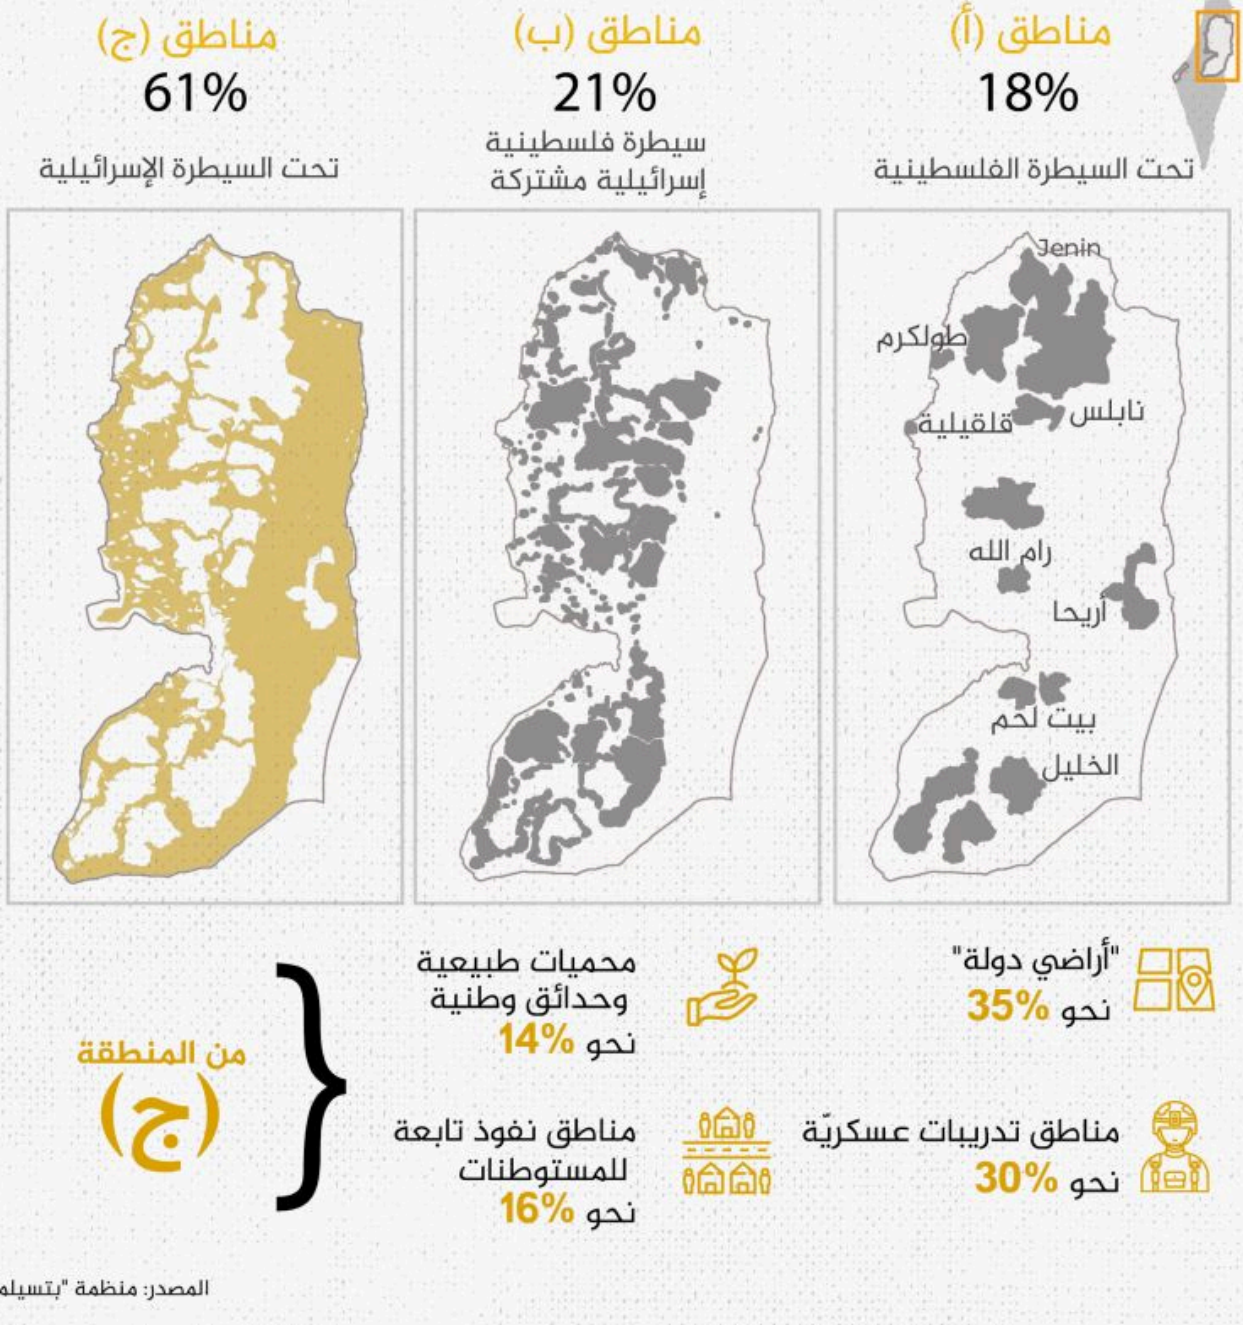 مناطق (أ)
18%
تحت السيطرة الفلسطينية
مناطق (ب)
21%
سيطرة فلسطينية
إسرائيلية مشتركة
مناطق (ج)
61%
تحت السيطرة الإسرائيلية
Jenin
طولكرم
نابلس
قلقيلية
رام الله
أريحا
بيت لحم
الخليل
"أراضي دولة"
نحو 35%
محميات طبيعية
وحدائق وطنية
نحو 14%
مناطق تدريبات عسكريّة
نحو 30%
مناطق نفوذ تابعة
للمستوطنات
نحو 16%
من المنطقة
(ج)
المصدر: منظمة "بتسيلم